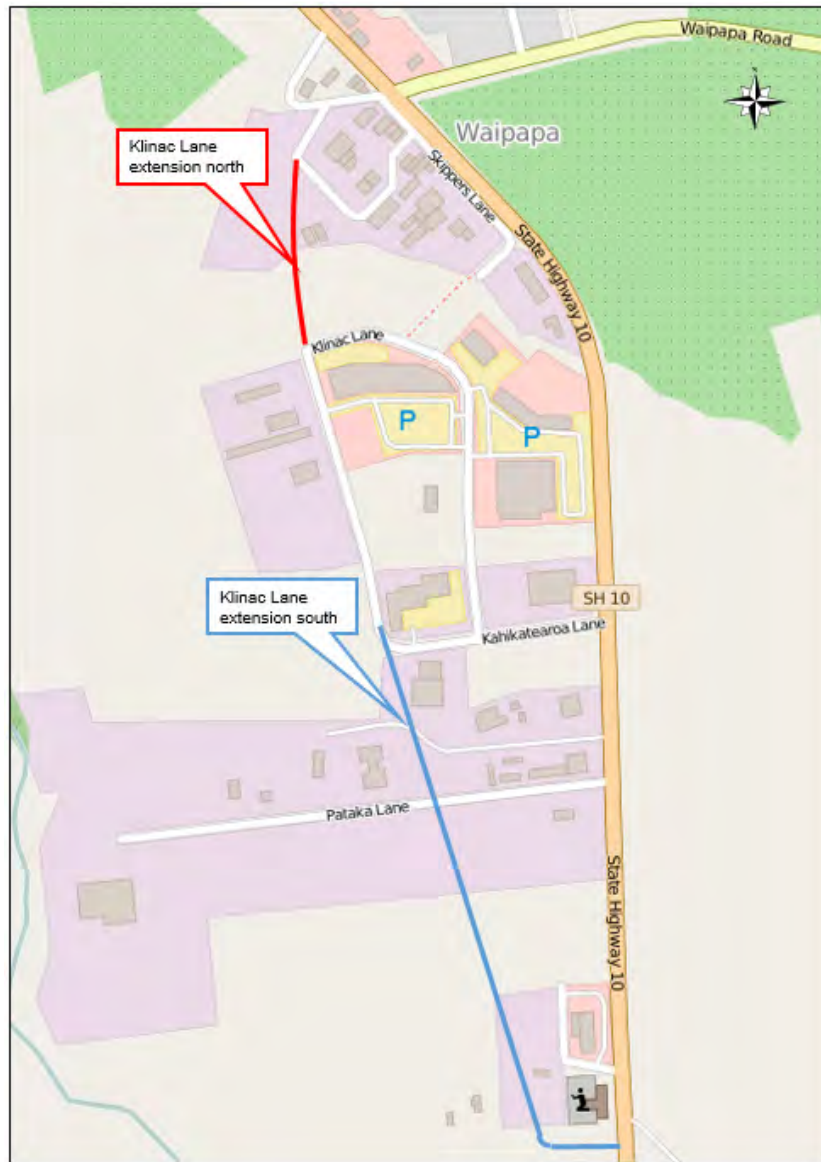 Waipapa Road
N
Klinac Lane
extension north
Waipapa
Skippers Lane
State Highway 10
Klinac Lane
P
P
Klinac Lane
extension south
SH 10
Kahikatearoa Lane
Pataka Lane
State Highway 10